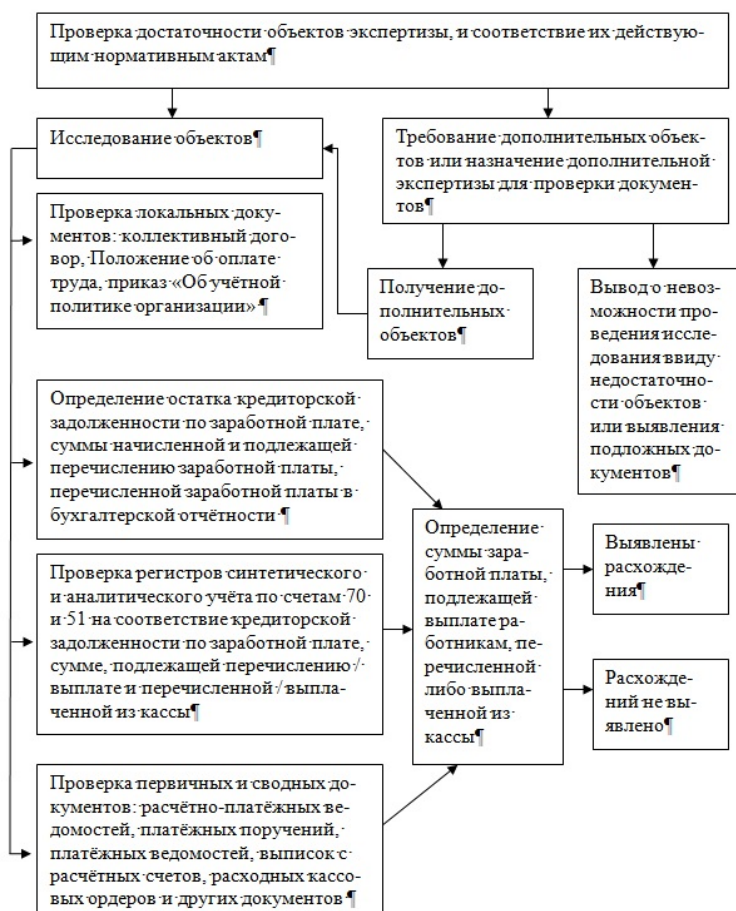 Проверка достаточности объектов экспертизы, и соответствие их действую-
щим нормативным актам¶
Исследование объектов¶
Требование дополнительных объек-
тов или назначение дополнительной
экспертизы для проверки докумен-
тов¶
Проверка локальных доку-
ментов: коллективный дого-
вор, Положение об оплате
труда, приказ «Об учётной
политике организации» ¶
Получение до-
полнительных
объектов¶
Вывод о невоз-
можности про-
ведения иссле-
дования ввиду
недостаточно-
сти объектов
или выявления
подложных до-
кументов¶
Определение остатка кредиторской
задолженности по заработной плате,
суммы начисленной и подлежащей
перечислению заработной платы,
перечисленной заработной платы в
бухгалтерской отчётности ¶
Проверка регистров синтетического
и аналитического учёта по счетам 70
и 51 на соответствие кредиторской
задолженности по заработной плате,
сумме, подлежащей перечислению /
выплате и перечисленной / выпла-
ченной из кассы¶
Проверка первичных и сводных до-
кументов: расчётно-платёжных ве-
домостей, платёжных поручений,
платёжных ведомостей, выписок с
расчётных счетов, расходных кассо-
вых ордеров и других документов ¶
Определение
суммы зара-
ботной платы,
подлежащей
выплате ра-
ботникам, пе-
речисленной
либо выпла-
ченной из
кассы¶
Выявлены
расхожде-
ния¶
Расхожде-
ний не вы-
явлено¶